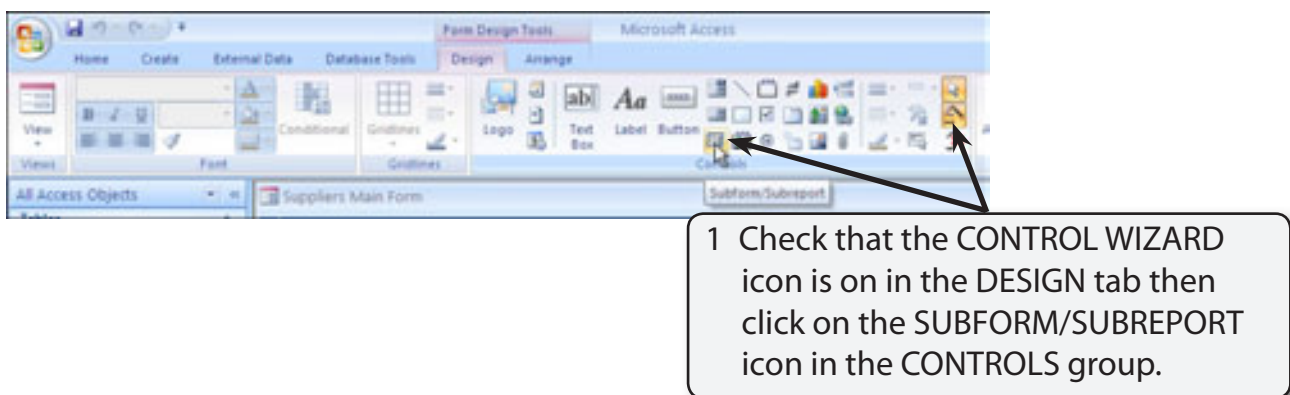 Form Design Tools Microsoft Access
Home Create External Data Database Tools Design Arrange
B I U
ab| Aa
View Conditional Gridlines Logo Text Box Label Button
Views Font Gridlines Controls
All Access Objects Suppliers Main Form Subform/Subreport
Tables
1 Check that the CONTROL WIZARD
icon is on in the DESIGN tab then
click on the SUBFORM/SUBREPORT
icon in the CONTROLS group.